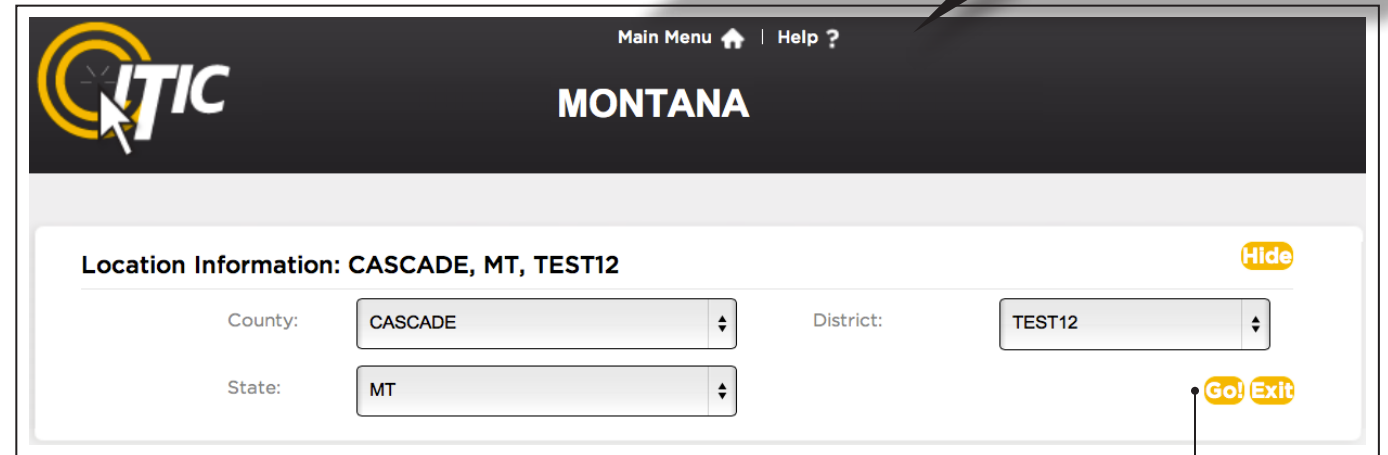 Main Menu | Help ?
ITIC
MONTANA
Location Information: CASCADE, MT, TEST12
Hide
County: CASCADE District: TEST12
State: MT Go! Exit